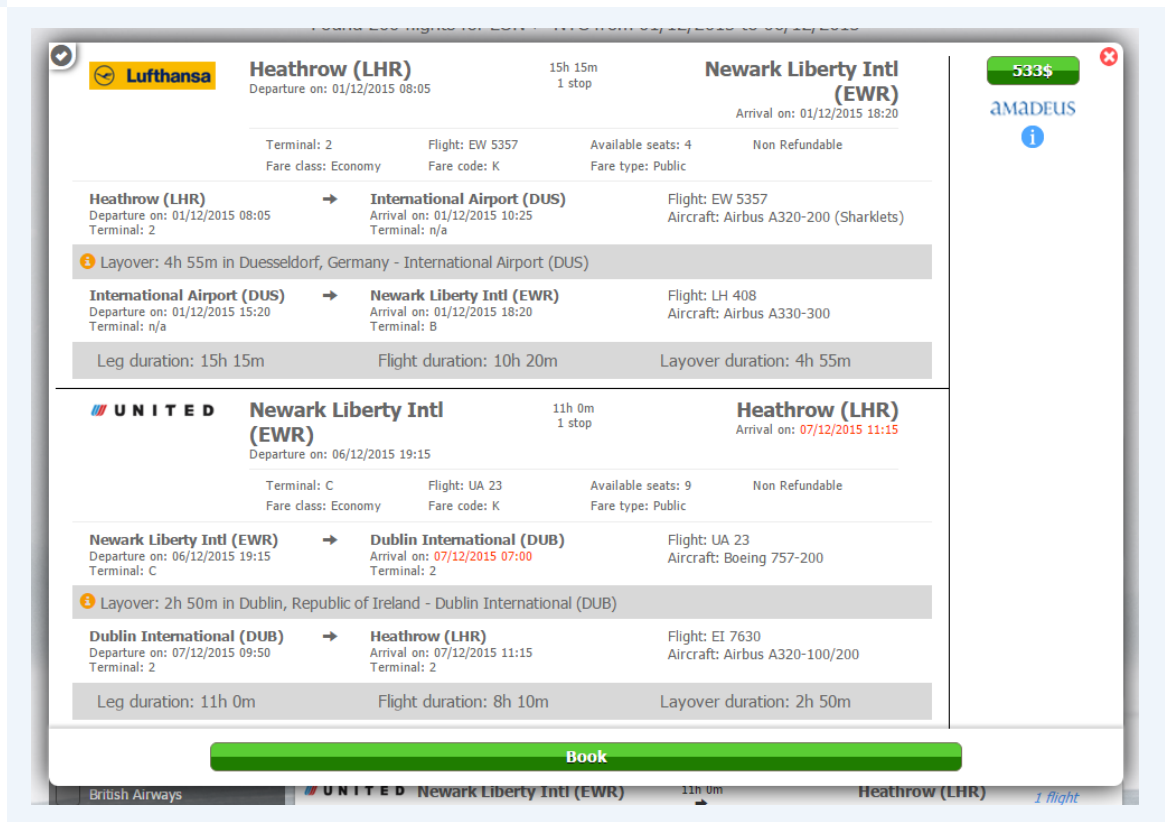 Found 200 flights for LON > NYC from 01/12/2015 to 06/12/2015
Lufthansa
Heathrow (LHR)
Departure on: 01/12/2015 08:05
15h 15m
1 stop
Newark Liberty Intl
(EWR)
Arrival on: 01/12/2015 18:20
533$
amadeus
Terminal: 2
Flight: EW 5357
Available seats: 4
Non Refundable
Fare class: Economy
Fare code: K
Fare type: Public
Heathrow (LHR)
Departure on: 01/12/2015 08:05
Terminal: 2
International Airport (DUS)
Arrival on: 01/12/2015 10:25
Terminal: n/a
Flight: EW 5357
Aircraft: Airbus A320-200 (Sharklets)
Layover: 4h 55m in Duesseldorf, Germany - International Airport (DUS)
International Airport (DUS)
Departure on: 01/12/2015 15:20
Terminal: n/a
Newark Liberty Intl (EWR)
Arrival on: 01/12/2015 18:20
Terminal: B
Flight: LH 408
Aircraft: Airbus A330-300
Leg duration: 15h 15m
Flight duration: 10h 20m
Layover duration: 4h 55m
UNITED
Newark Liberty Intl
(EWR)
Departure on: 06/12/2015 19:15
11h 0m
1 stop
Heathrow (LHR)
Arrival on: 07/12/2015 11:15
Terminal: C
Flight: UA 23
Available seats: 9
Non Refundable
Fare class: Economy
Fare code: K
Fare type: Public
Newark Liberty Intl (EWR)
Departure on: 06/12/2015 19:15
Terminal: C
Dublin International (DUB)
Arrival on: 07/12/2015 07:00
Terminal: 2
Flight: UA 23
Aircraft: Boeing 757-200
Layover: 2h 50m in Dublin, Republic of Ireland - Dublin International (DUB)
Dublin International (DUB)
Departure on: 07/12/2015 09:50
Terminal: 2
Heathrow (LHR)
Arrival on: 07/12/2015 11:15
Terminal: 2
Flight: EI 7630
Aircraft: Airbus A320-100/200
Leg duration: 11h 0m
Flight duration: 8h 10m
Layover duration: 2h 50m
Book
British Airways
UNITED
Newark Liberty Intl (EWR)
11h 0m
Heathrow (LHR)
1 flight